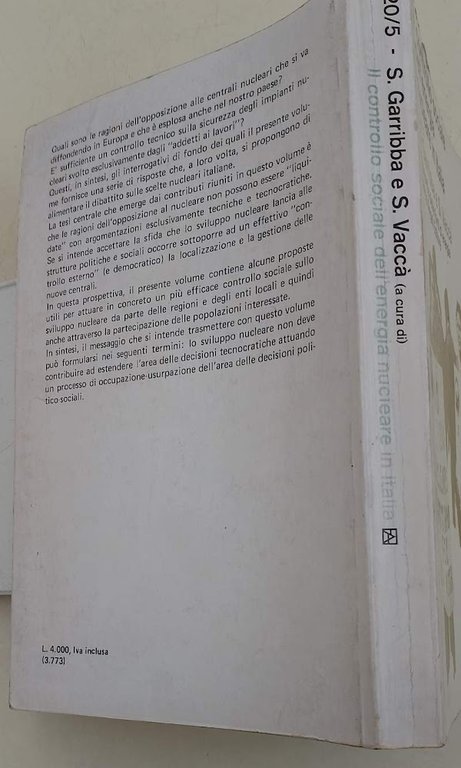 Quali sono le ragioni dell'opposizione alle centrali nucleari che si va
diffondendo in Europa e che è esplosa anche nel nostro paese?
E' sufficiente un controllo tecnico sulla sicurezza degli impianti nu-
cleari svolto esclusivamente dagli "addetti ai lavori"?
Questi, in sintesi, gli interrogativi di fondo dei quali il presente volu-
me fornisce una serie di risposte che, a loro volta, si propongono di
alimentare il dibattito sulle scelte nucleari italiane.
La tesi centrale che emerge dai contributi riuniti in questo volume è
che le ragioni dell'opposizione al nucleare non possono essere "liqui-
date" con argomentazioni esclusivamente tecniche e tecnocratiche.
Se si intende accettare la sfida che lo sviluppo nucleare lancia alle
strutture politiche e sociali occorre sottoporre ad un effettivo "con-
trollo esterno" (e democratico) la localizzazione e la gestione delle
nuove centrali.
In questa prospettiva, il presente volume contiene alcune proposte
utili per attuare in concreto un più efficace controllo sociale sullo
sviluppo nucleare da parte delle regioni e degli enti locali e quindi
anche attraverso la partecipazione delle popolazioni interessate.
In sintesi, il messaggio che si intende trasmettere con questo volume
può formularsi nei seguenti termini: lo sviluppo nucleare non deve
contribuire ad estendere l'area delle decisioni tecnocratiche attuando
un processo di occupazione-usurpazione dell'area delle decisioni poli-
tico-sociali.
L. 4.000, Iva inclusa
(3.773)
20/5 - S. Garribba e S. Vaccà (a cura di)
Il controllo sociale dell'energia nucleare in Italia